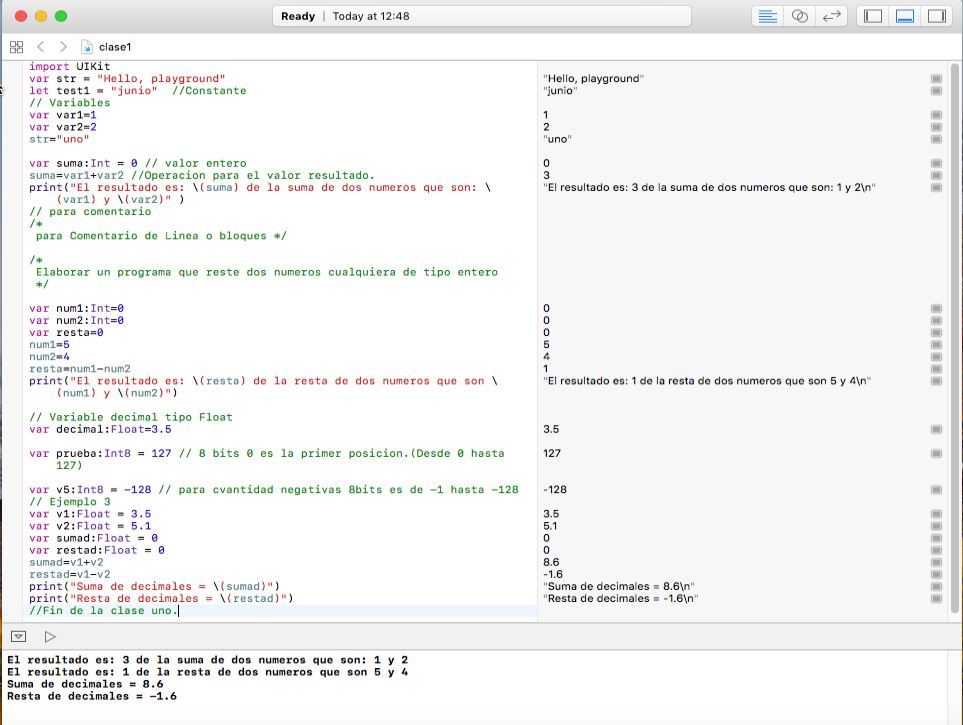 Ready | Today at 12:48
clase1
import UIKit
var str = "Hello, playground"
"Hello, playground"
let test1 = "junio"  //Constante
"junio"
// Variables
var var1=1
1
var var2=2
2
str="uno"
"uno"
var suma:Int = 0 // valor entero
0
suma=var1+var2 //Operacion para el valor resultado.
3
print("El resultado es: \(suma) de la suma de dos numeros que son: \
"El resultado es: 3 de la suma de dos numeros que son: 1 y 2\n"
(var1) y \(var2)" )
// para comentario
/*
para Comentario de Linea o bloques */
/*
Elaborar un programa que reste dos numeros cualquiera de tipo entero
*/
var num1:Int=0
0
var num2:Int=0
0
var resta=0
0
num1=5
5
num2=4
4
resta=num1-num2
1
print("El resultado es: \(resta) de la resta de dos numeros que son \
"El resultado es: 1 de la resta de dos numeros que son 5 y 4\n"
(num1) y \(num2)")
// Variable decimal tipo Float
var decimal:Float=3.5
3.5
var prueba:Int8 = 127 // 8 bits 0 es la primer posicion.(Desde 0 hasta
127
127)
var v5:Int8 = -128 // para cvantidad negativas 8bits es de -1 hasta -128
-128
// Ejemplo 3
var v1:Float = 3.5
3.5
var v2:Float = 5.1
5.1
var sumad:Float = 0
0
var restad:Float = 0
0
sumad=v1+v2
8.6
restad=v1-v2
-1.6
print("Suma de decimales = \(sumad)")
"Suma de decimales = 8.6\n"
print("Resta de decimales = \(restad)")
"Resta de decimales = -1.6\n"
//Fin de la clase uno.
El resultado es: 3 de la suma de dos numeros que son: 1 y 2
El resultado es: 1 de la resta de dos numeros que son 5 y 4
Suma de decimales = 8.6
Resta de decimales = -1.6